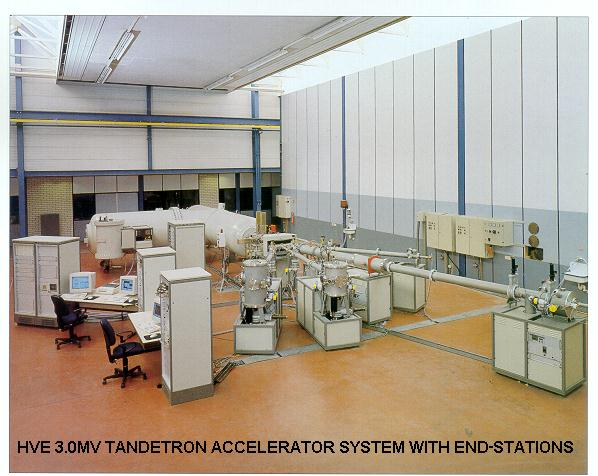 HVE 3.0MV TANDETRON ACCELERATOR SYSTEM WITH END-STATIONS